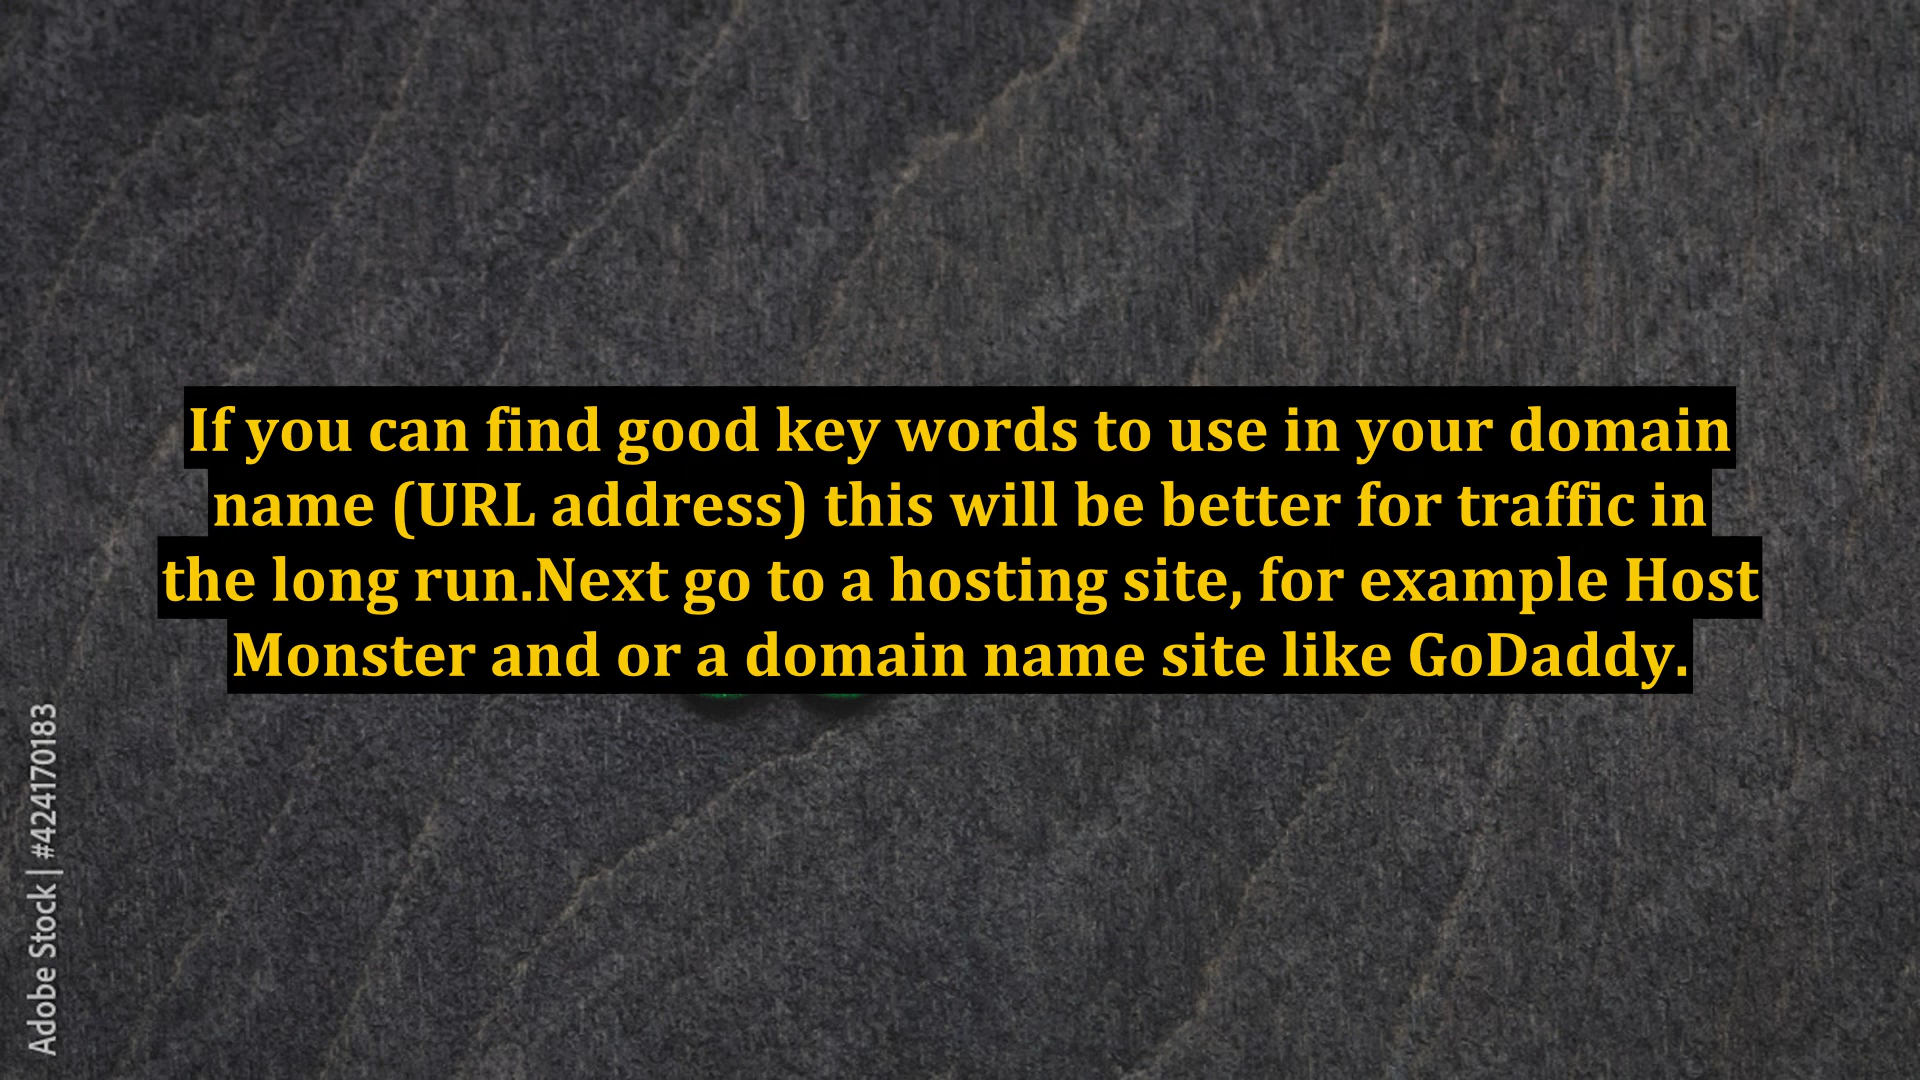 If you can find good key words to use in your domain
name (URL address) this will be better for traffic in
the long run.Next go to a hosting site, for example Host
Monster and or a domain name site like GoDaddy.
Adobe Stock | #424170183